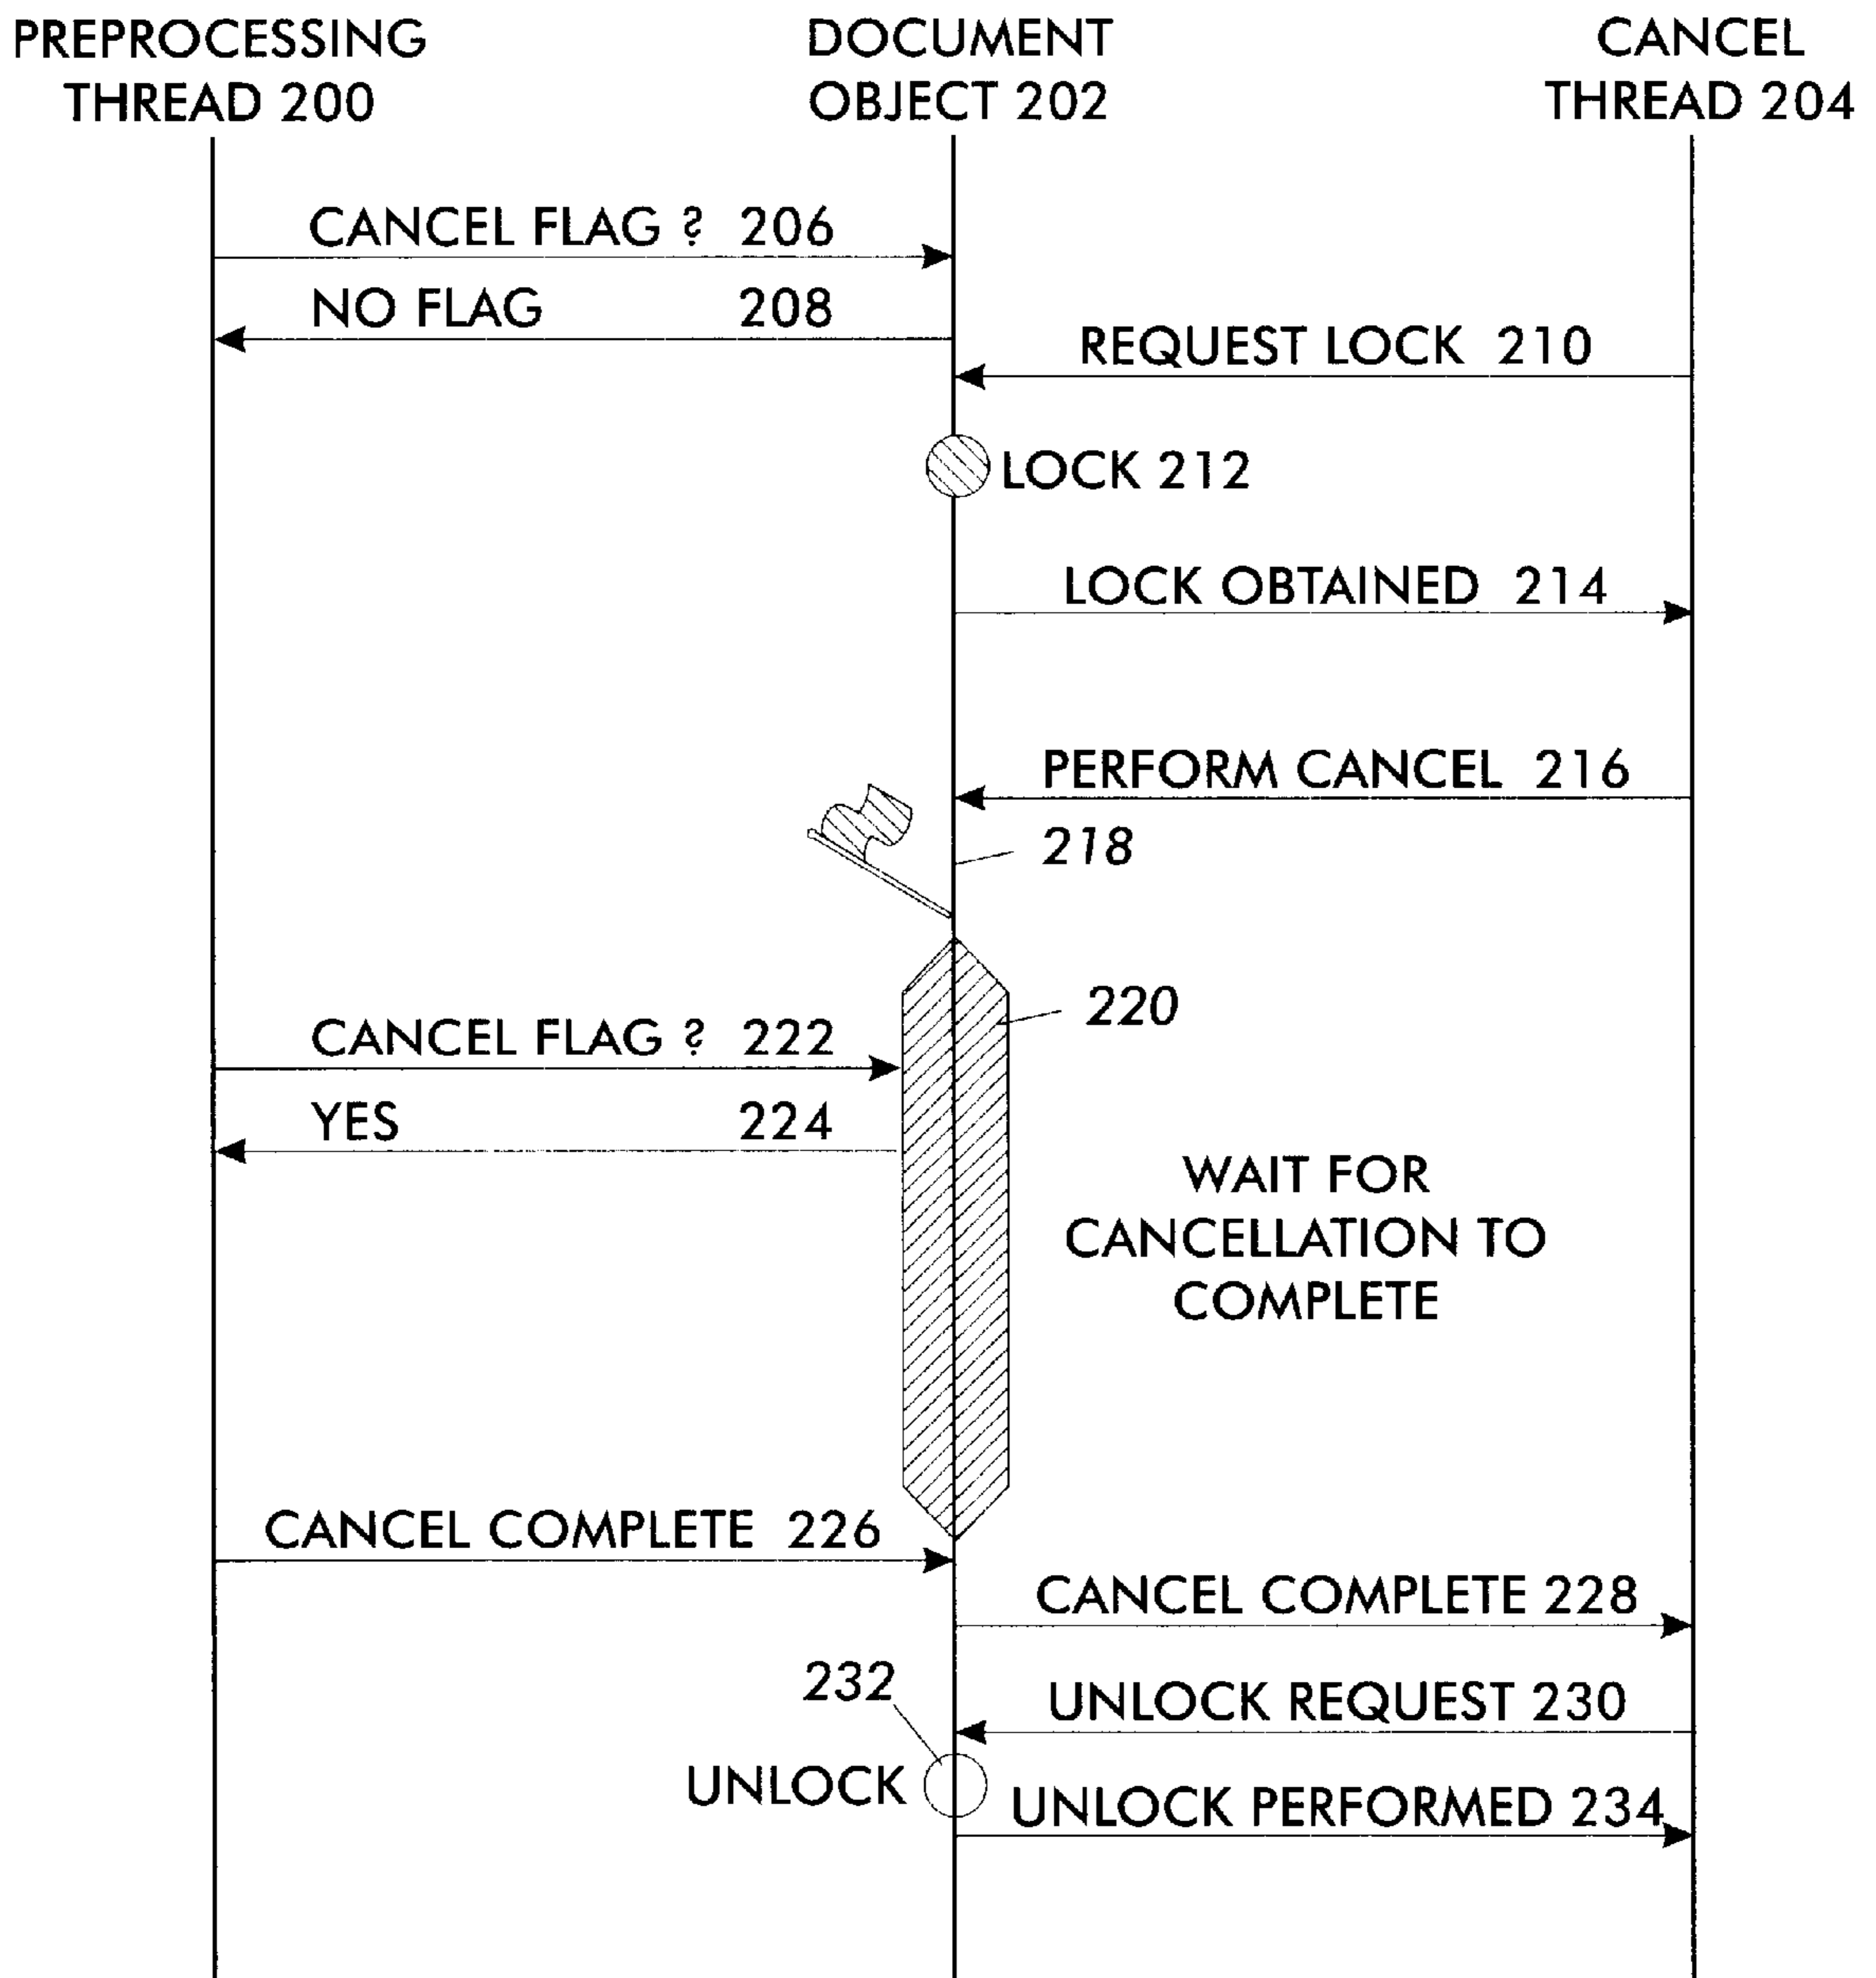 PREPROCESSING
THREAD 200
DOCUMENT
OBJECT 202
CANCEL
THREAD 204
CANCEL FLAG ? 206
NO FLAG 208
REQUEST LOCK 210
LOCK 212
LOCK OBTAINED 214
PERFORM CANCEL 216
218
220
CANCEL FLAG ? 222
YES 224
WAIT FOR
CANCELLATION TO
COMPLETE
CANCEL COMPLETE 226
CANCEL COMPLETE 228
232
UNLOCK REQUEST 230
UNLOCK
UNLOCK PERFORMED 234